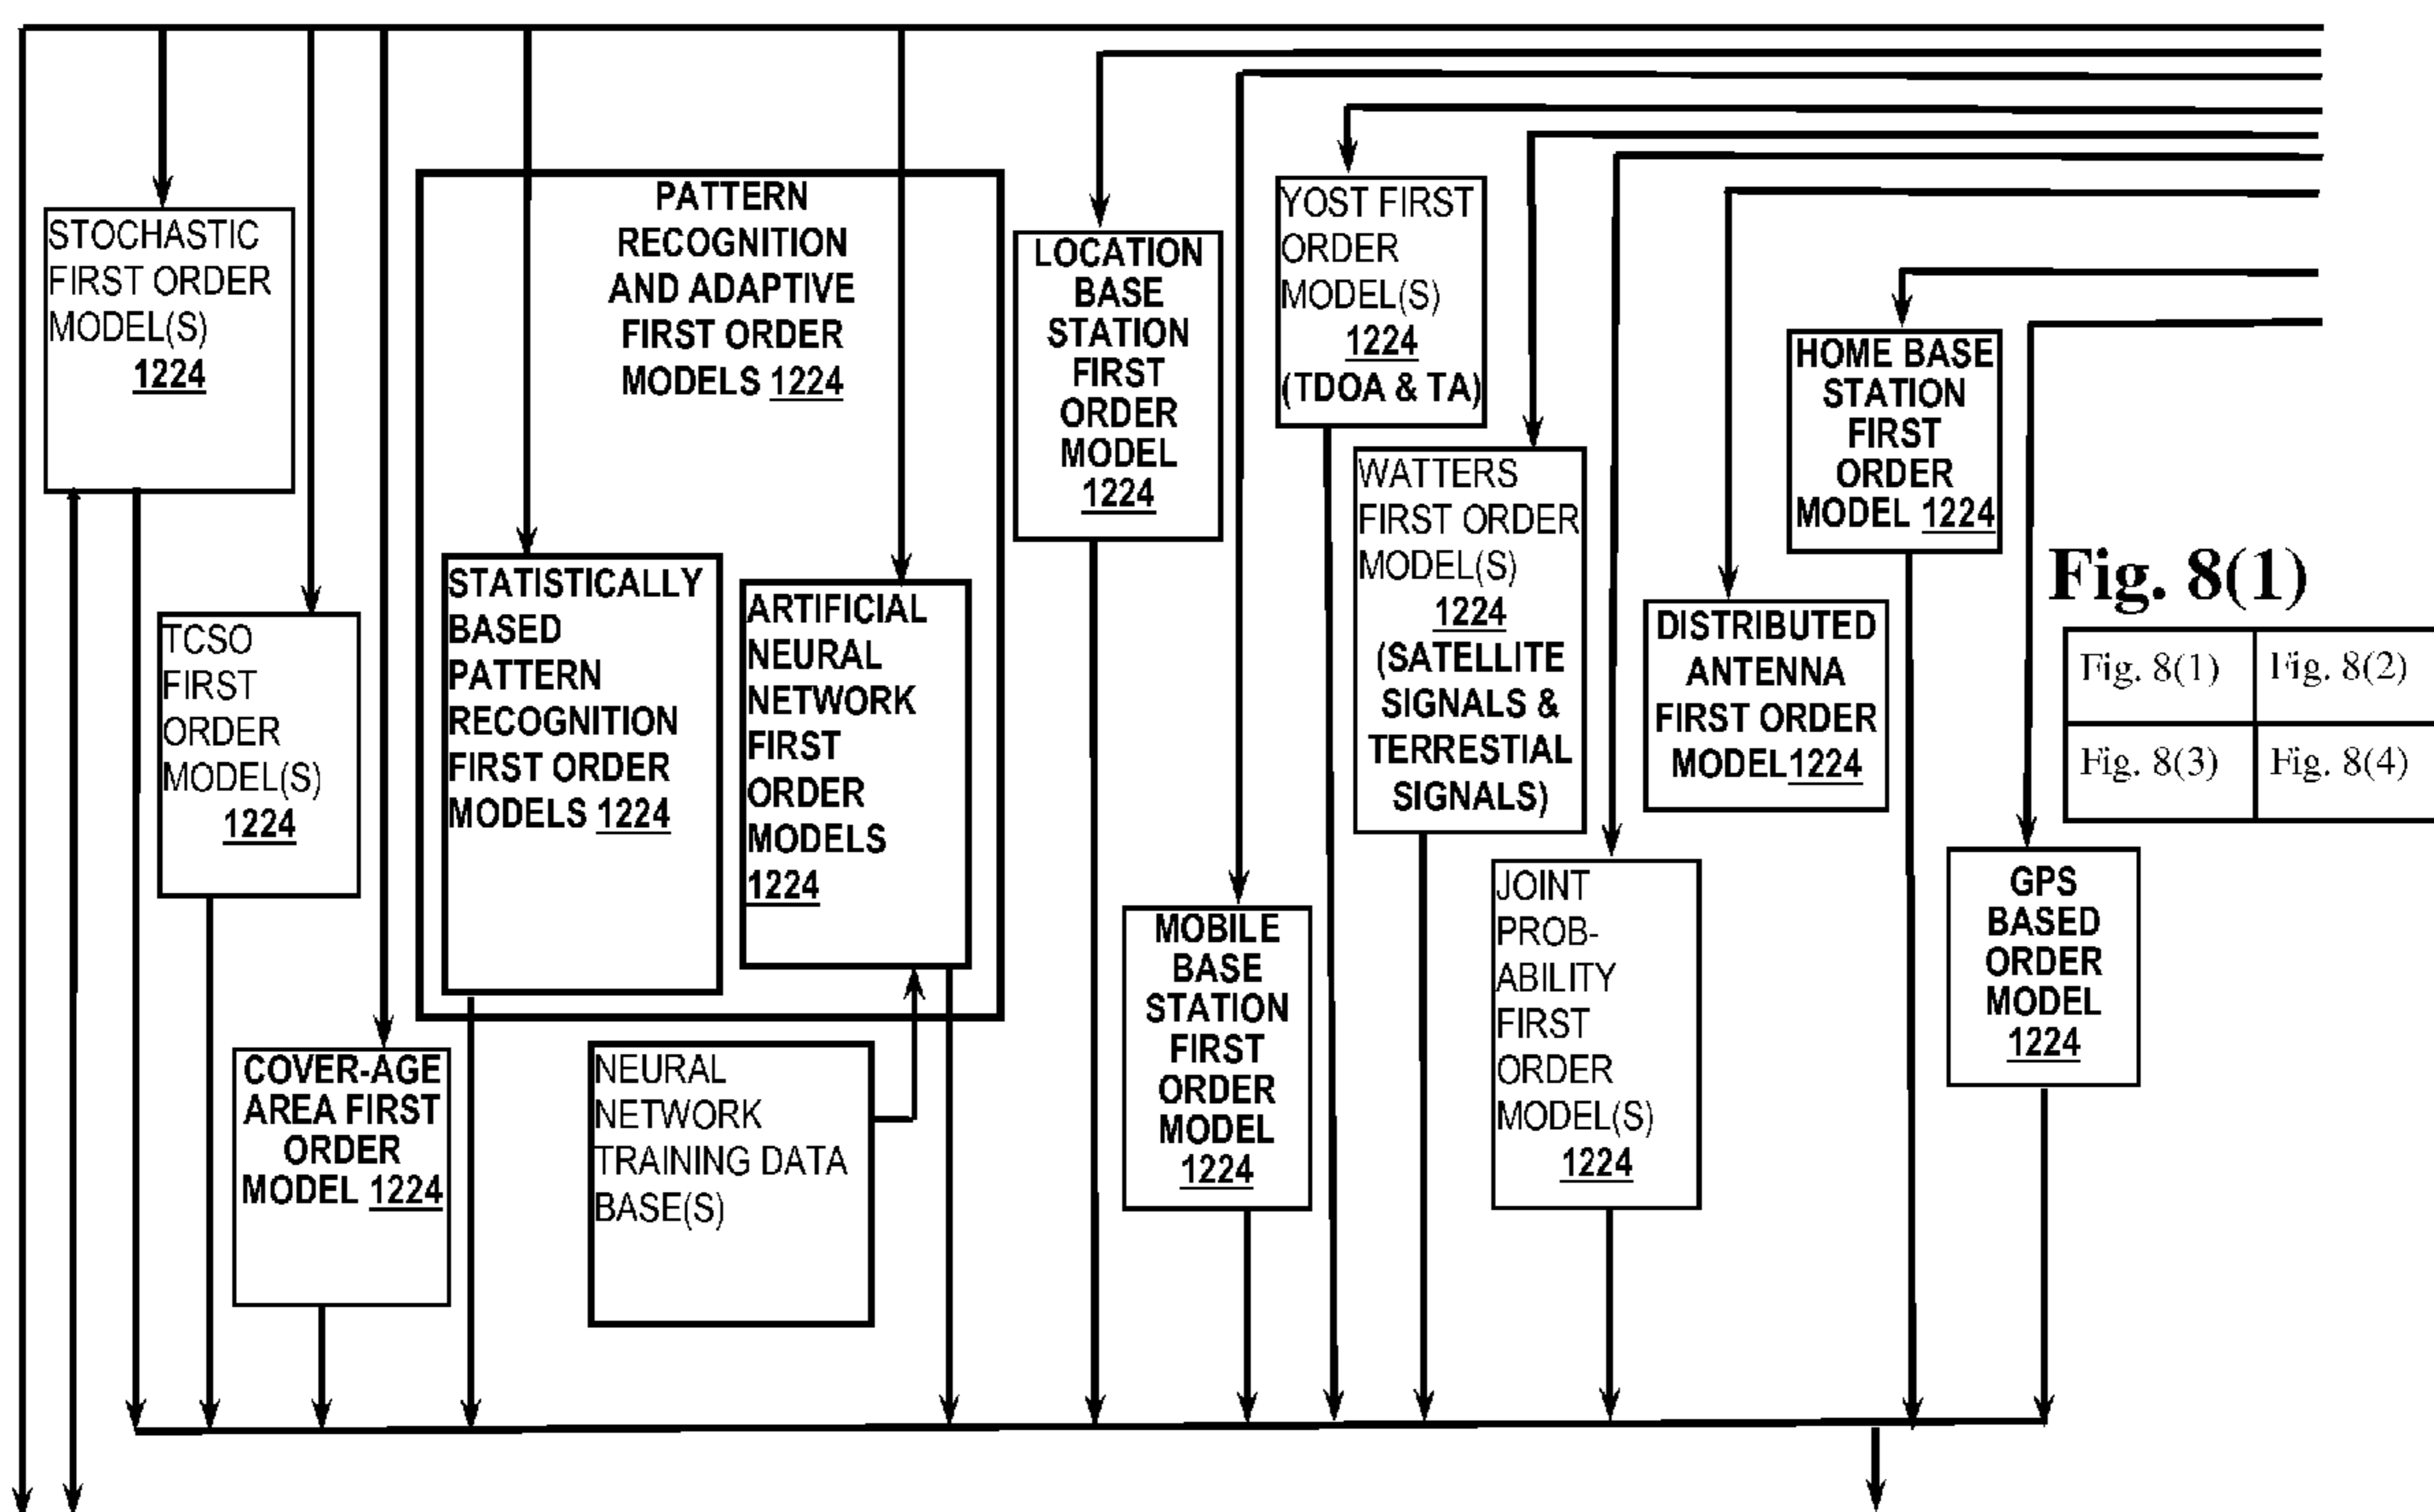 STOCHASTIC
FIRST ORDER
MODEL(S)
1224
TCSO
FIRST
ORDER
MODEL(S)
1224
COVER-AGE
AREA FIRST
ORDER
MODEL 1224
PATTERN
RECOGNITION
AND ADAPTIVE
FIRST ORDER
MODELS 1224
STATISTICALLY
BASED
PATTERN
RECOGNITION
FIRST ORDER
MODELS 1224
ARTIFICIAL
NEURAL
NETWORK
FIRST
ORDER
MODELS
1224
NEURAL
NETWORK
TRAINING DATA
BASE(S)
LOCATION
BASE
STATION
FIRST
ORDER
MODEL
1224
MOBILE
BASE
STATION
FIRST
ORDER
MODEL
1224
YOST FIRST
ORDER
MODEL(S)
1224
(TDOA & TA)
WATTERS
FIRST ORDER
MODEL(S)
1224
(SATELLITE
SIGNALS &
TERRESTIAL
SIGNALS)
JOINT
PROB-
ABILITY
FIRST
ORDER
MODEL(S)
1224
DISTRIBUTED
ANTENNA
FIRST ORDER
MODEL1224
HOME BASE
STATION
FIRST
ORDER
MODEL 1224
GPS
BASED
ORDER
MODEL
1224
Fig. 8(1)
Fig. 8(1) Fig. 8(2)
Fig. 8(3) Fig. 8(4)